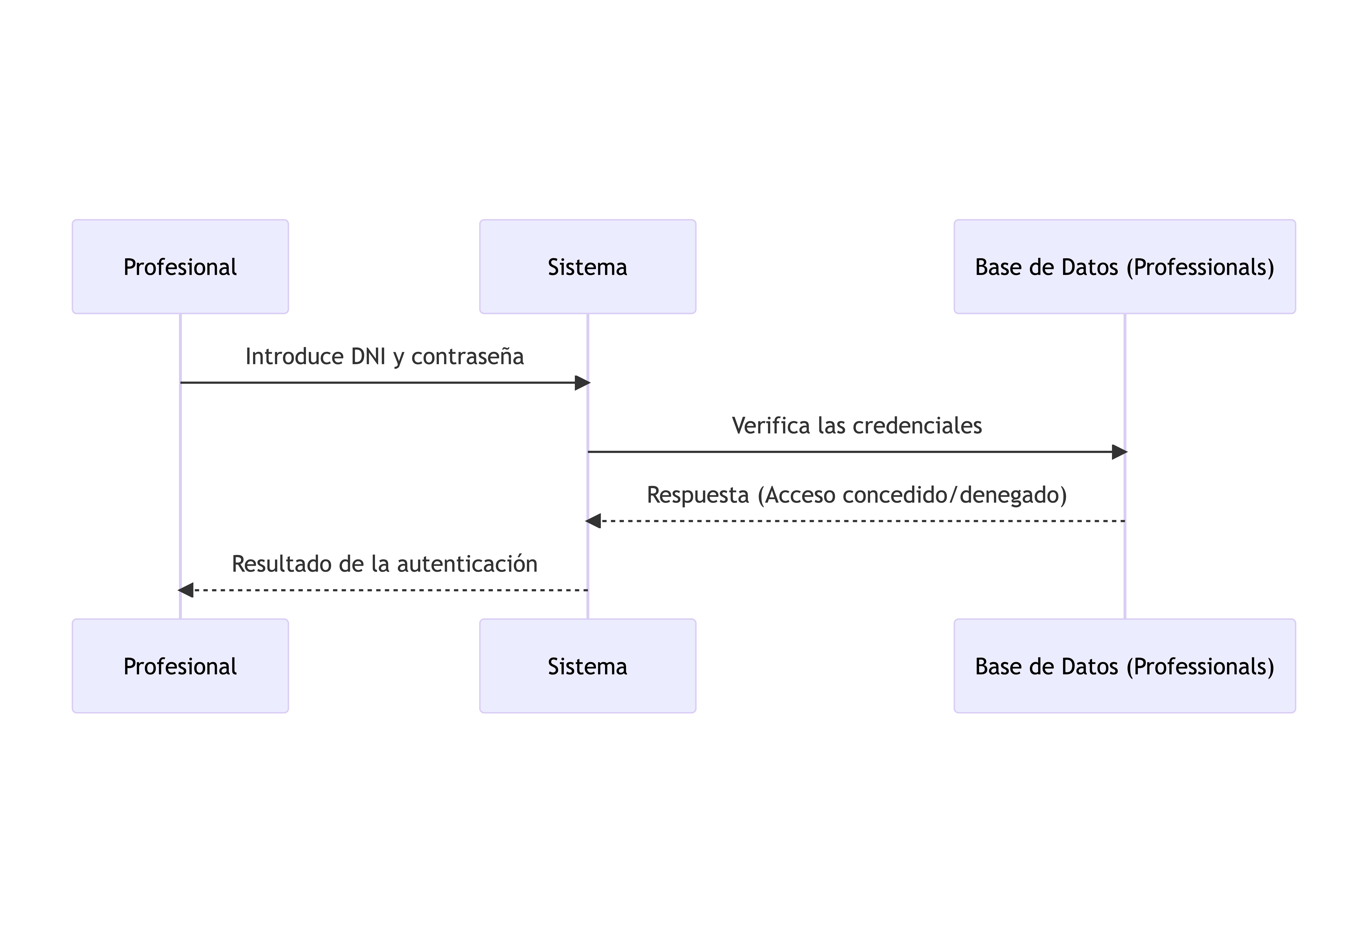 Profesional
Sistema
Base de Datos (Professionals)
Introduce DNI y contraseña
Verifica las credenciales
Respuesta (Acceso concedido/denegado)
Resultado de la autenticación
Profesional
Sistema
Base de Datos (Professionals)